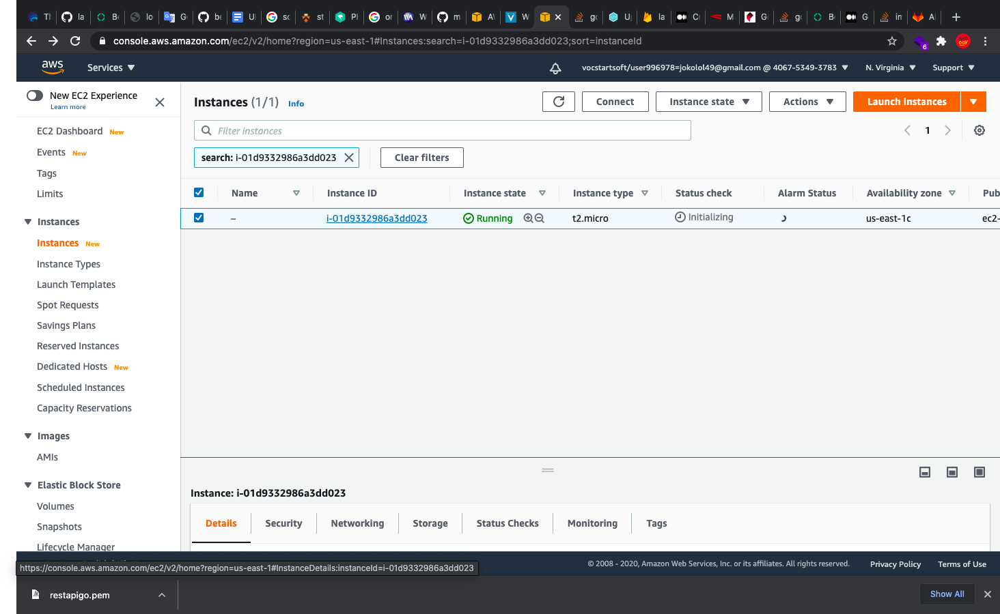 Tl
la
Be
lo
G
be
Ul
sc
st
Pl
or
W
m
A\
W
go
U
la
C
M
G
go
B
G
in
A
console.aws.amazon.com/ec2/v2/home?region=us-east-1#Instances:search=i-01d9332986a3dd023;sort=instanceId
6
aws
Services
vocstartsoft/user996978=jokolol49@gmail.com @ 4067-5349-3783
N. Virginia
Support
New EC2 Experience
Learn more
EC2 Dashboard New
Events New
Tags
Limits
Instances
Instances New
Instance Types
Launch Templates
Spot Requests
Savings Plans
Reserved Instances
Dedicated Hosts New
Scheduled Instances
Capacity Reservations
Images
AMIs
Elastic Block Store
Volumes
Snapshots
Lifecycle Manager
Instances (1/1) Info
Connect
Instance state
Actions
Launch instances
Filter instances
1
search: i-01d9332986a3dd023
Clear filters
Name
Instance ID
Instance state
Instance type
Status check
Alarm Status
Availability zone
Pub
–
i-01d9332986a3dd023
Running
t2.micro
Initializing
us-east-1c
ec2-
Instance: i-01d9332986a3dd023
Details
Security
Networking
Storage
Status Checks
Monitoring
Tags
https://console.aws.amazon.com/ec2/v2/home?region=us-east-1#InstanceDetails:instanceId=i-01d9332986a3dd023
© 2008 - 2020, Amazon Web Services, Inc. or its affiliates. All rights reserved.
Privacy Policy
Terms of Use
restapigo.pem
Show All